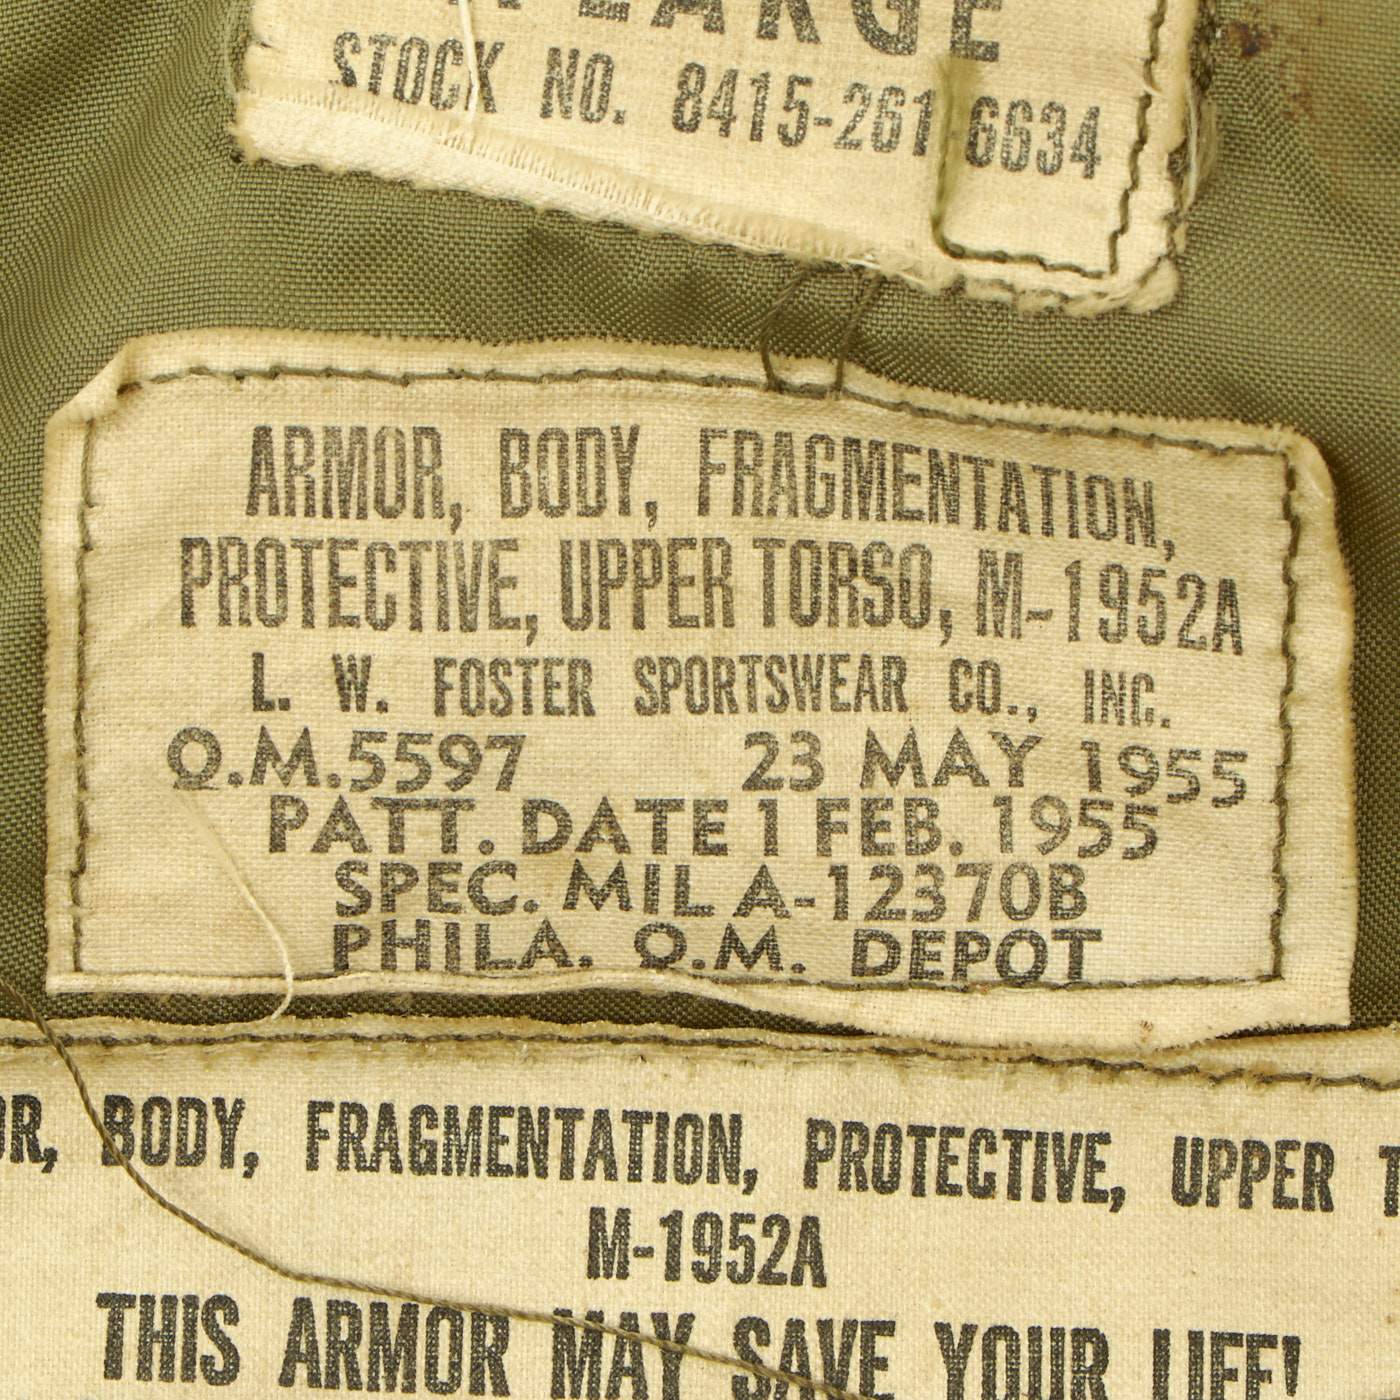 LARGE
STOCK NO. 8415-261 6634
ARMOR, BODY, FRAGMENTATION,
PROTECTIVE, UPPER TORSO, M-1952A
L. W. FOSTER SPORTSWEAR CO., INC.
Q.M.5597 23 MAY 1955
PATT. DATE 1 FEB. 1955
SPEC. MIL A-12370B
PHILA. Q.M. DEPOT
OR, BODY, FRAGMENTATION, PROTECTIVE, UPPER T
M-1952A
THIS ARMOR MAY SAVE YOUR LIFE!